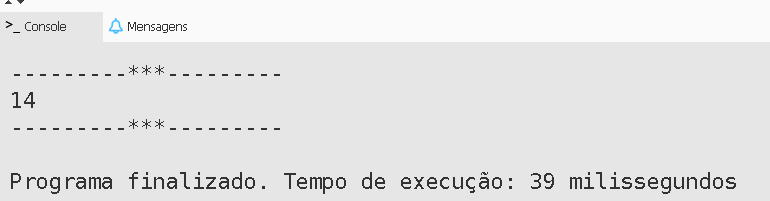 >_ Console Mensagens
---------***---------
14
---------***---------
Programa finalizado. Tempo de execução: 39 milissegundos